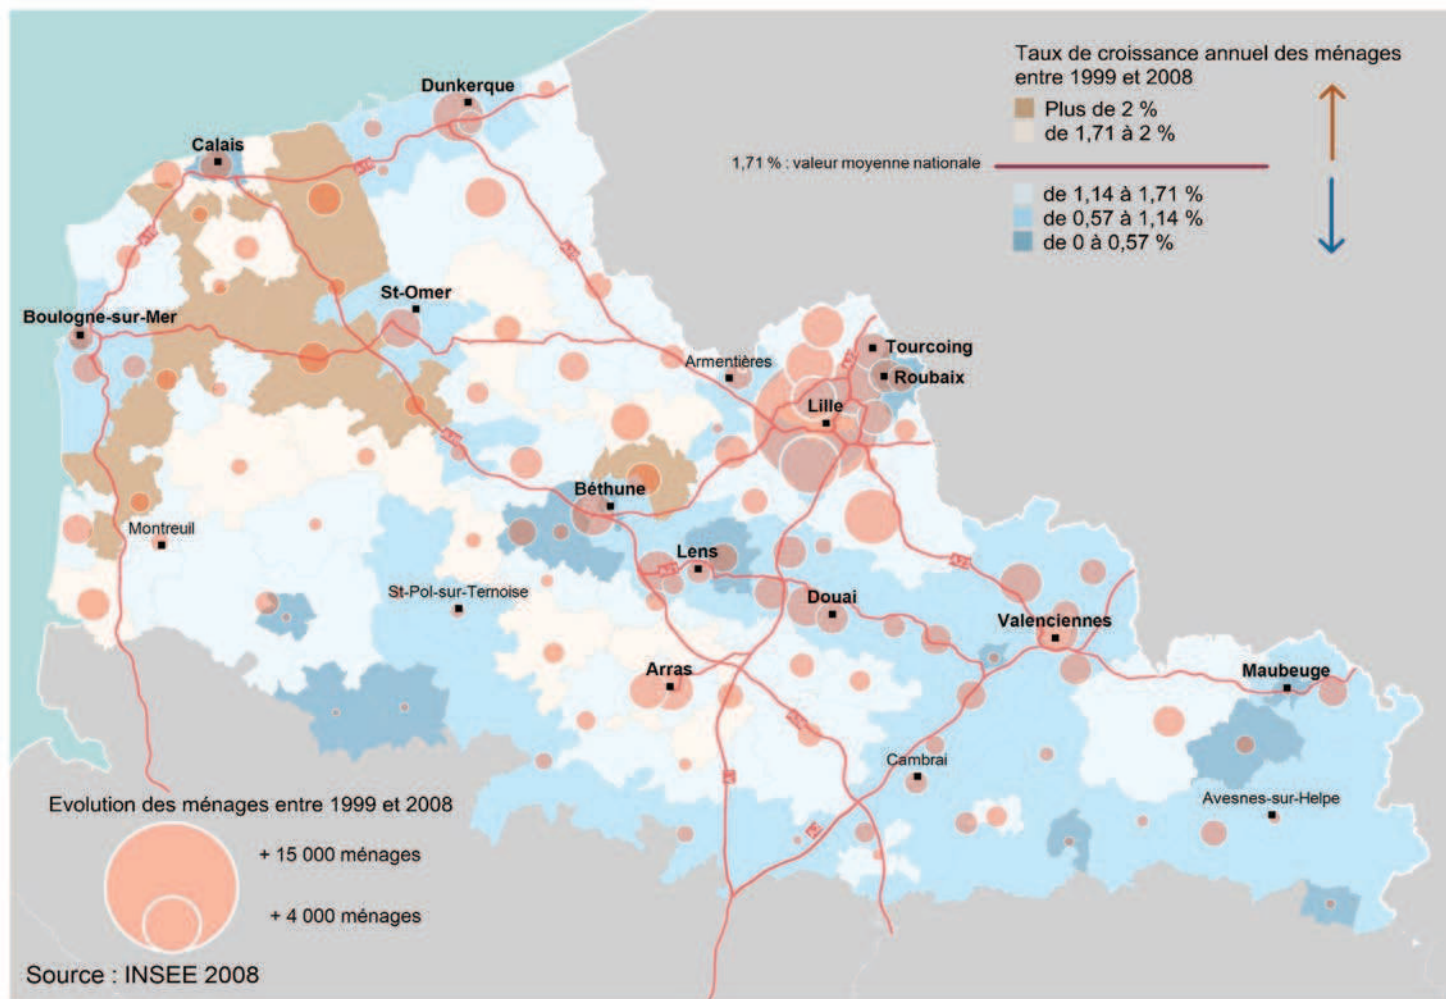 Taux de croissance annuel des ménages
entre 1999 et 2008
Plus de 2 %
de 1,71 à 2 %
1,71 % : valeur moyenne nationale
de 1,14 à 1,71 %
de 0,57 à 1,14 %
de 0 à 0,57 %
Dunkerque
Calais
St-Omer
Boulogne-sur-Mer
Armentières
Tourcoing
Roubaix
Lille
Béthune
Montreuil
Lens
St-Pol-sur-Ternoise
Douai
Valenciennes
Arras
Maubeuge
Cambrai
Avesnes-sur-Helpe
Evolution des ménages entre 1999 et 2008
+ 15 000 ménages
+ 4 000 ménages
Source : INSEE 2008